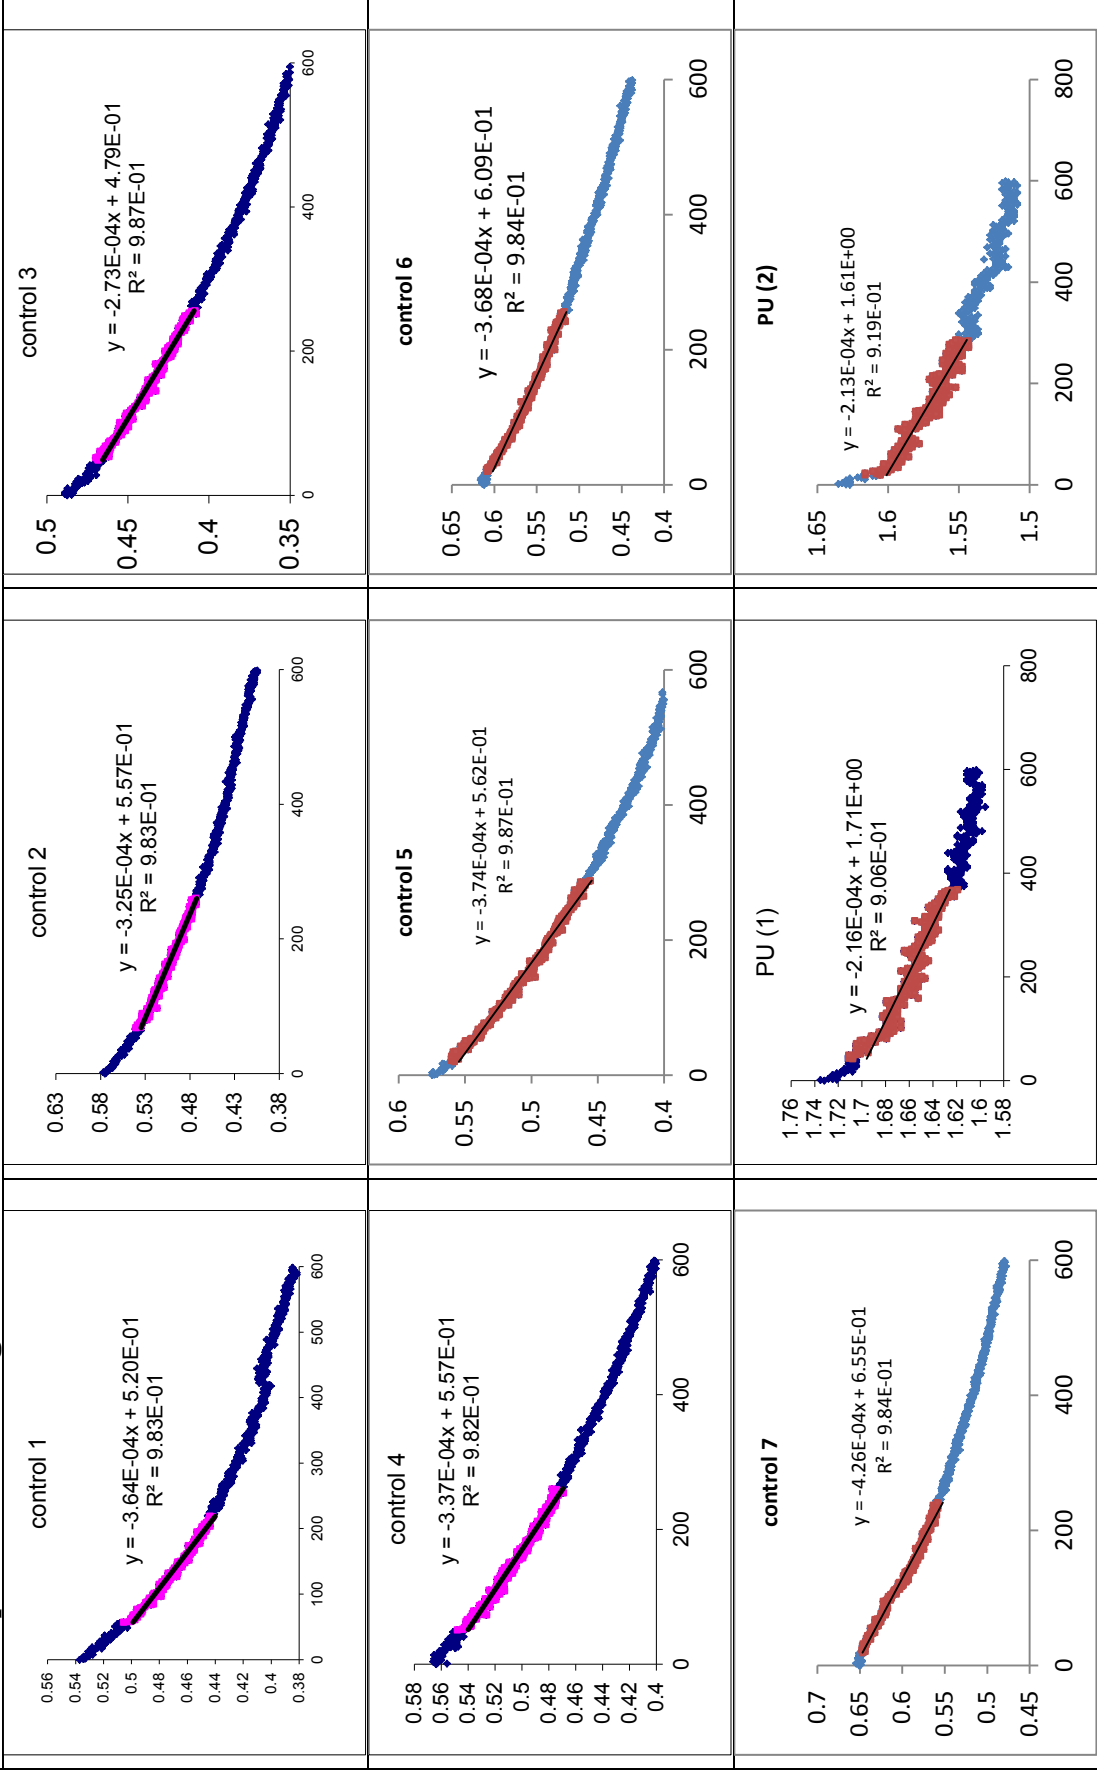 control 1
y = -3.64E-04x + 5.20E-01
R² = 9.83E-01
0.56
0.54
0.52
0.5
0.48
0.46
0.44
0.42
0.4
0.38
0 100 200 300 400 500 600
control 2
y = -3.25E-04x + 5.57E-01
R² = 9.83E-01
0.63
0.58
0.53
0.48
0.43
0.38
0 200 400 600
control 3
y = -2.73E-04x + 4.79E-01
R² = 9.87E-01
0.5
0.45
0.4
0.35
0 200 400 600
control 4
y = -3.37E-04x + 5.57E-01
R² = 9.82E-01
0.58
0.56
0.54
0.52
0.5
0.48
0.46
0.44
0.42
0.4
0 200 400 600
control 5
y = -3.74E-04x + 5.62E-01
R² = 9.87E-01
0.6
0.55
0.5
0.45
0.4
0 200 400 600
control 6
y = -3.68E-04x + 6.09E-01
R² = 9.84E-01
0.65
0.6
0.55
0.5
0.45
0.4
0 200 400 600
control 7
y = -4.26E-04x + 6.55E-01
R² = 9.84E-01
0.7
0.65
0.6
0.55
0.5
0.45
0 200 400 600
PU (1)
y = -2.16E-04x + 1.71E+00
R² = 9.06E-01
1.76
1.74
1.72
1.7
1.68
1.66
1.64
1.62
1.6
1.58
0 200 400 600 800
PU (2)
y = -2.13E-04x + 1.61E+00
R² = 9.19E-01
1.65
1.6
1.55
1.5
0 200 400 600 800